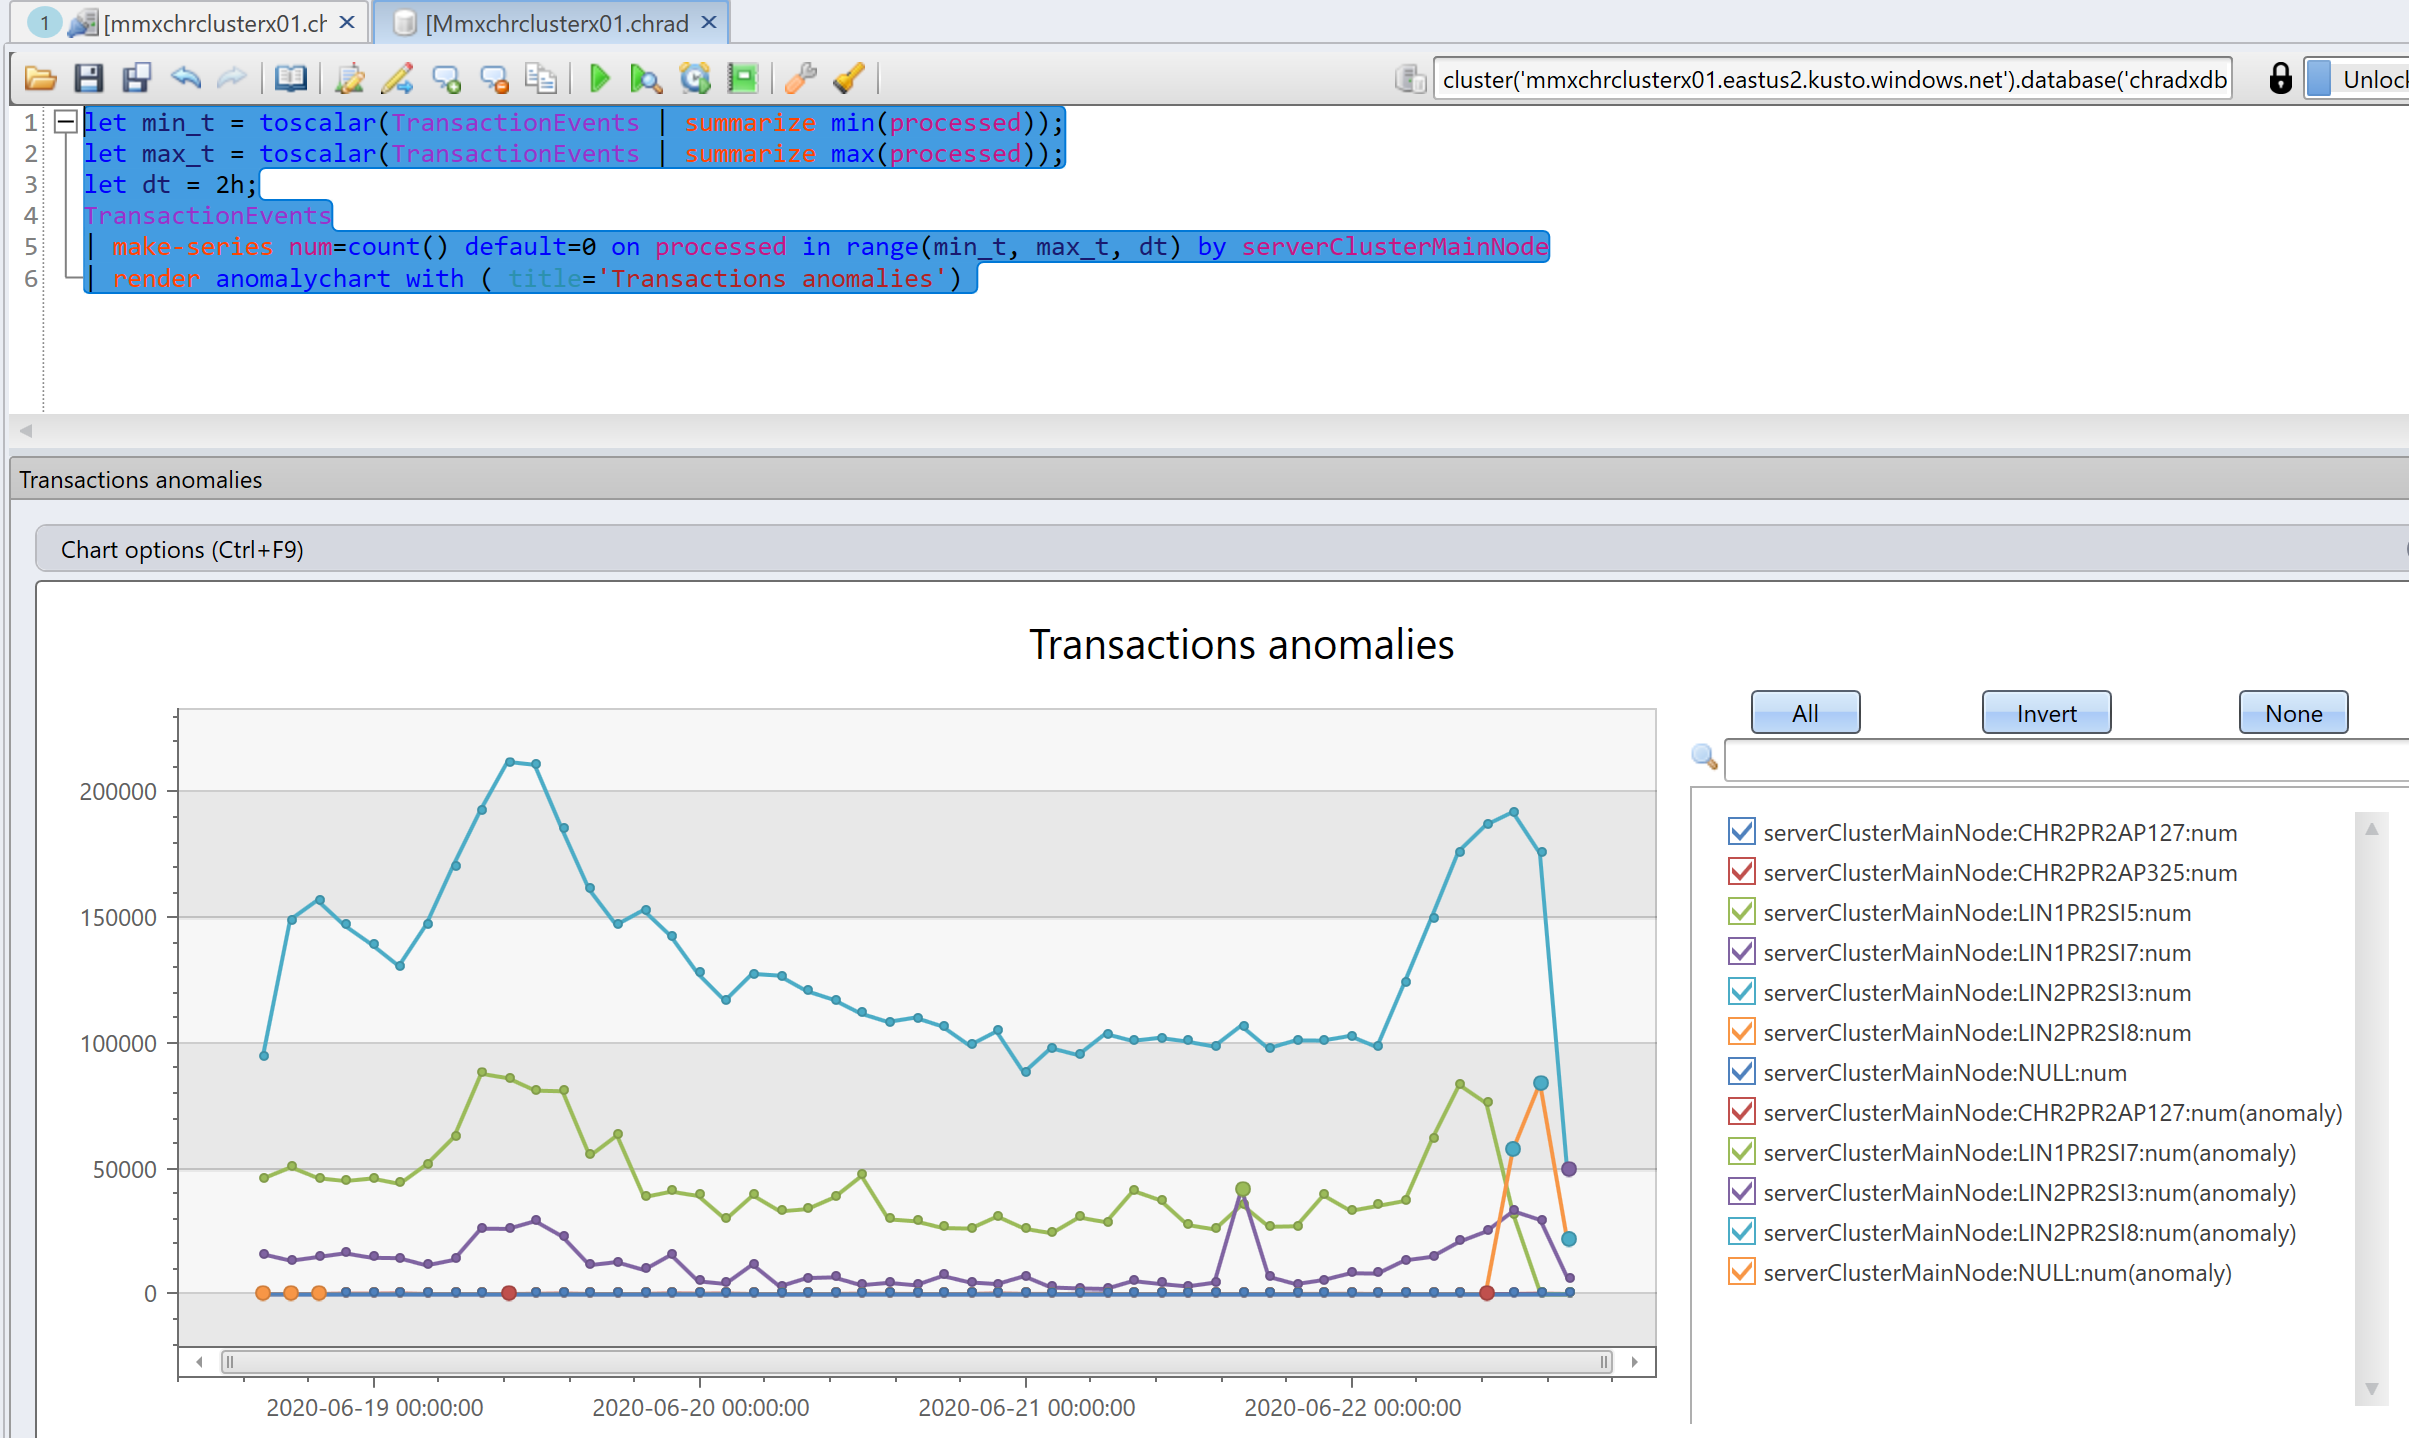 1 [mmxchrclusterx01.ch
[Mmxchrclusterx01.chrad
cluster('mmxchrclusterx01.eastus2.kusto.windows.net').database('chradxdb
Unlock
1 let min_t = toscalar(TransactionEvents | summarize min(processed));
2 let max_t = toscalar(TransactionEvents | summarize max(processed));
3 let dt = 2h;
4 TransactionEvents
5 | make-series num=count() default=0 on processed in range(min_t, max_t, dt) by serverClusterMainNode
6 | render anomalychart with ( title='Transactions anomalies')
Transactions anomalies
Chart options (Ctrl+F9)
Transactions anomalies
All Invert None
200000
150000
100000
50000
0
2020-06-19 00:00:00
2020-06-20 00:00:00
2020-06-21 00:00:00
2020-06-22 00:00:00
serverClusterMainNode:CHR2PR2AP127:num
serverClusterMainNode:CHR2PR2AP325:num
serverClusterMainNode:LIN1PR2SI5:num
serverClusterMainNode:LIN1PR2SI7:num
serverClusterMainNode:LIN2PR2SI3:num
serverClusterMainNode:LIN2PR2SI8:num
serverClusterMainNode:NULL:num
serverClusterMainNode:CHR2PR2AP127:num(anomaly)
serverClusterMainNode:LIN1PR2SI7:num(anomaly)
serverClusterMainNode:LIN2PR2SI3:num(anomaly)
serverClusterMainNode:LIN2PR2SI8:num(anomaly)
serverClusterMainNode:NULL:num(anomaly)